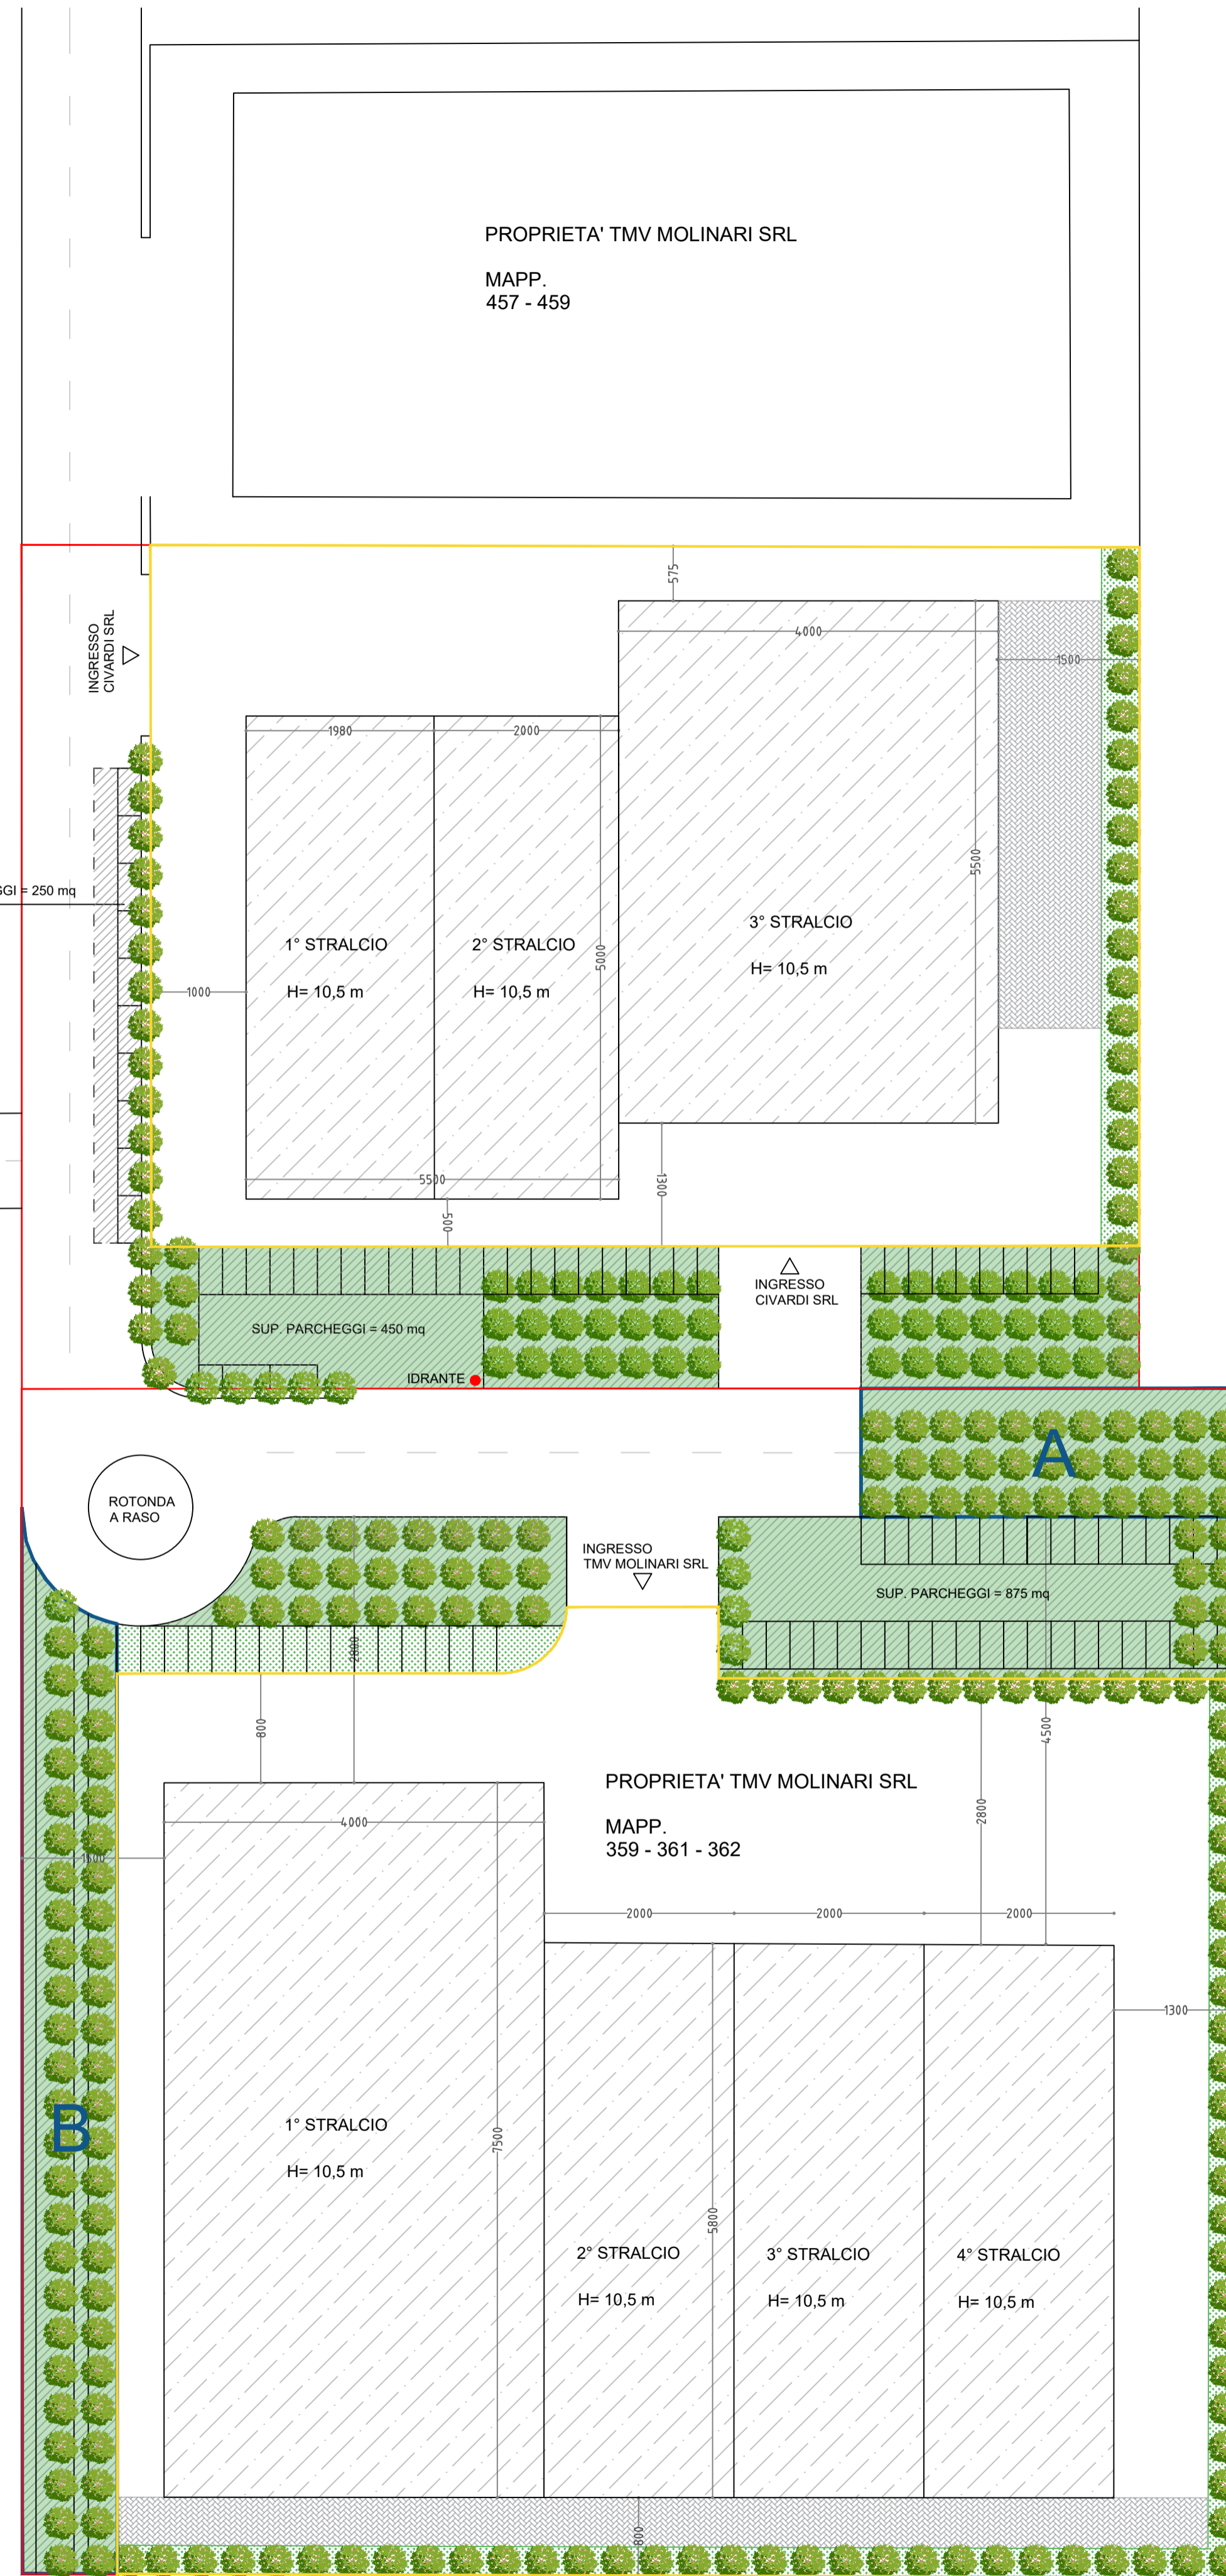 PROPRIETA' TMV MOLINARI SRL
MAPP.
457 - 459
575
INGRESSO
CIVARDI SRL
4000
1500
1980
2000
5500
GGI = 250 mq
1° STRALCIO
H= 10,5 m
2° STRALCIO
H= 10,5 m
5000
3° STRALCIO
H= 10,5 m
1000
5500
500
1300
INGRESSO
CIVARDI SRL
SUP. PARCHEGGI = 450 mq
IDRANTE
A
ROTONDA
A RASO
INGRESSO
TMV MOLINARI SRL
SUP. PARCHEGGI = 875 mq
2800
800
4500
PROPRIETA' TMV MOLINARI SRL
MAPP.
359 - 361 - 362
2800
4000
1500
2000
2000
2000
1300
B
1° STRALCIO
H= 10,5 m
7500
5800
2° STRALCIO
H= 10,5 m
3° STRALCIO
H= 10,5 m
4° STRALCIO
H= 10,5 m
800